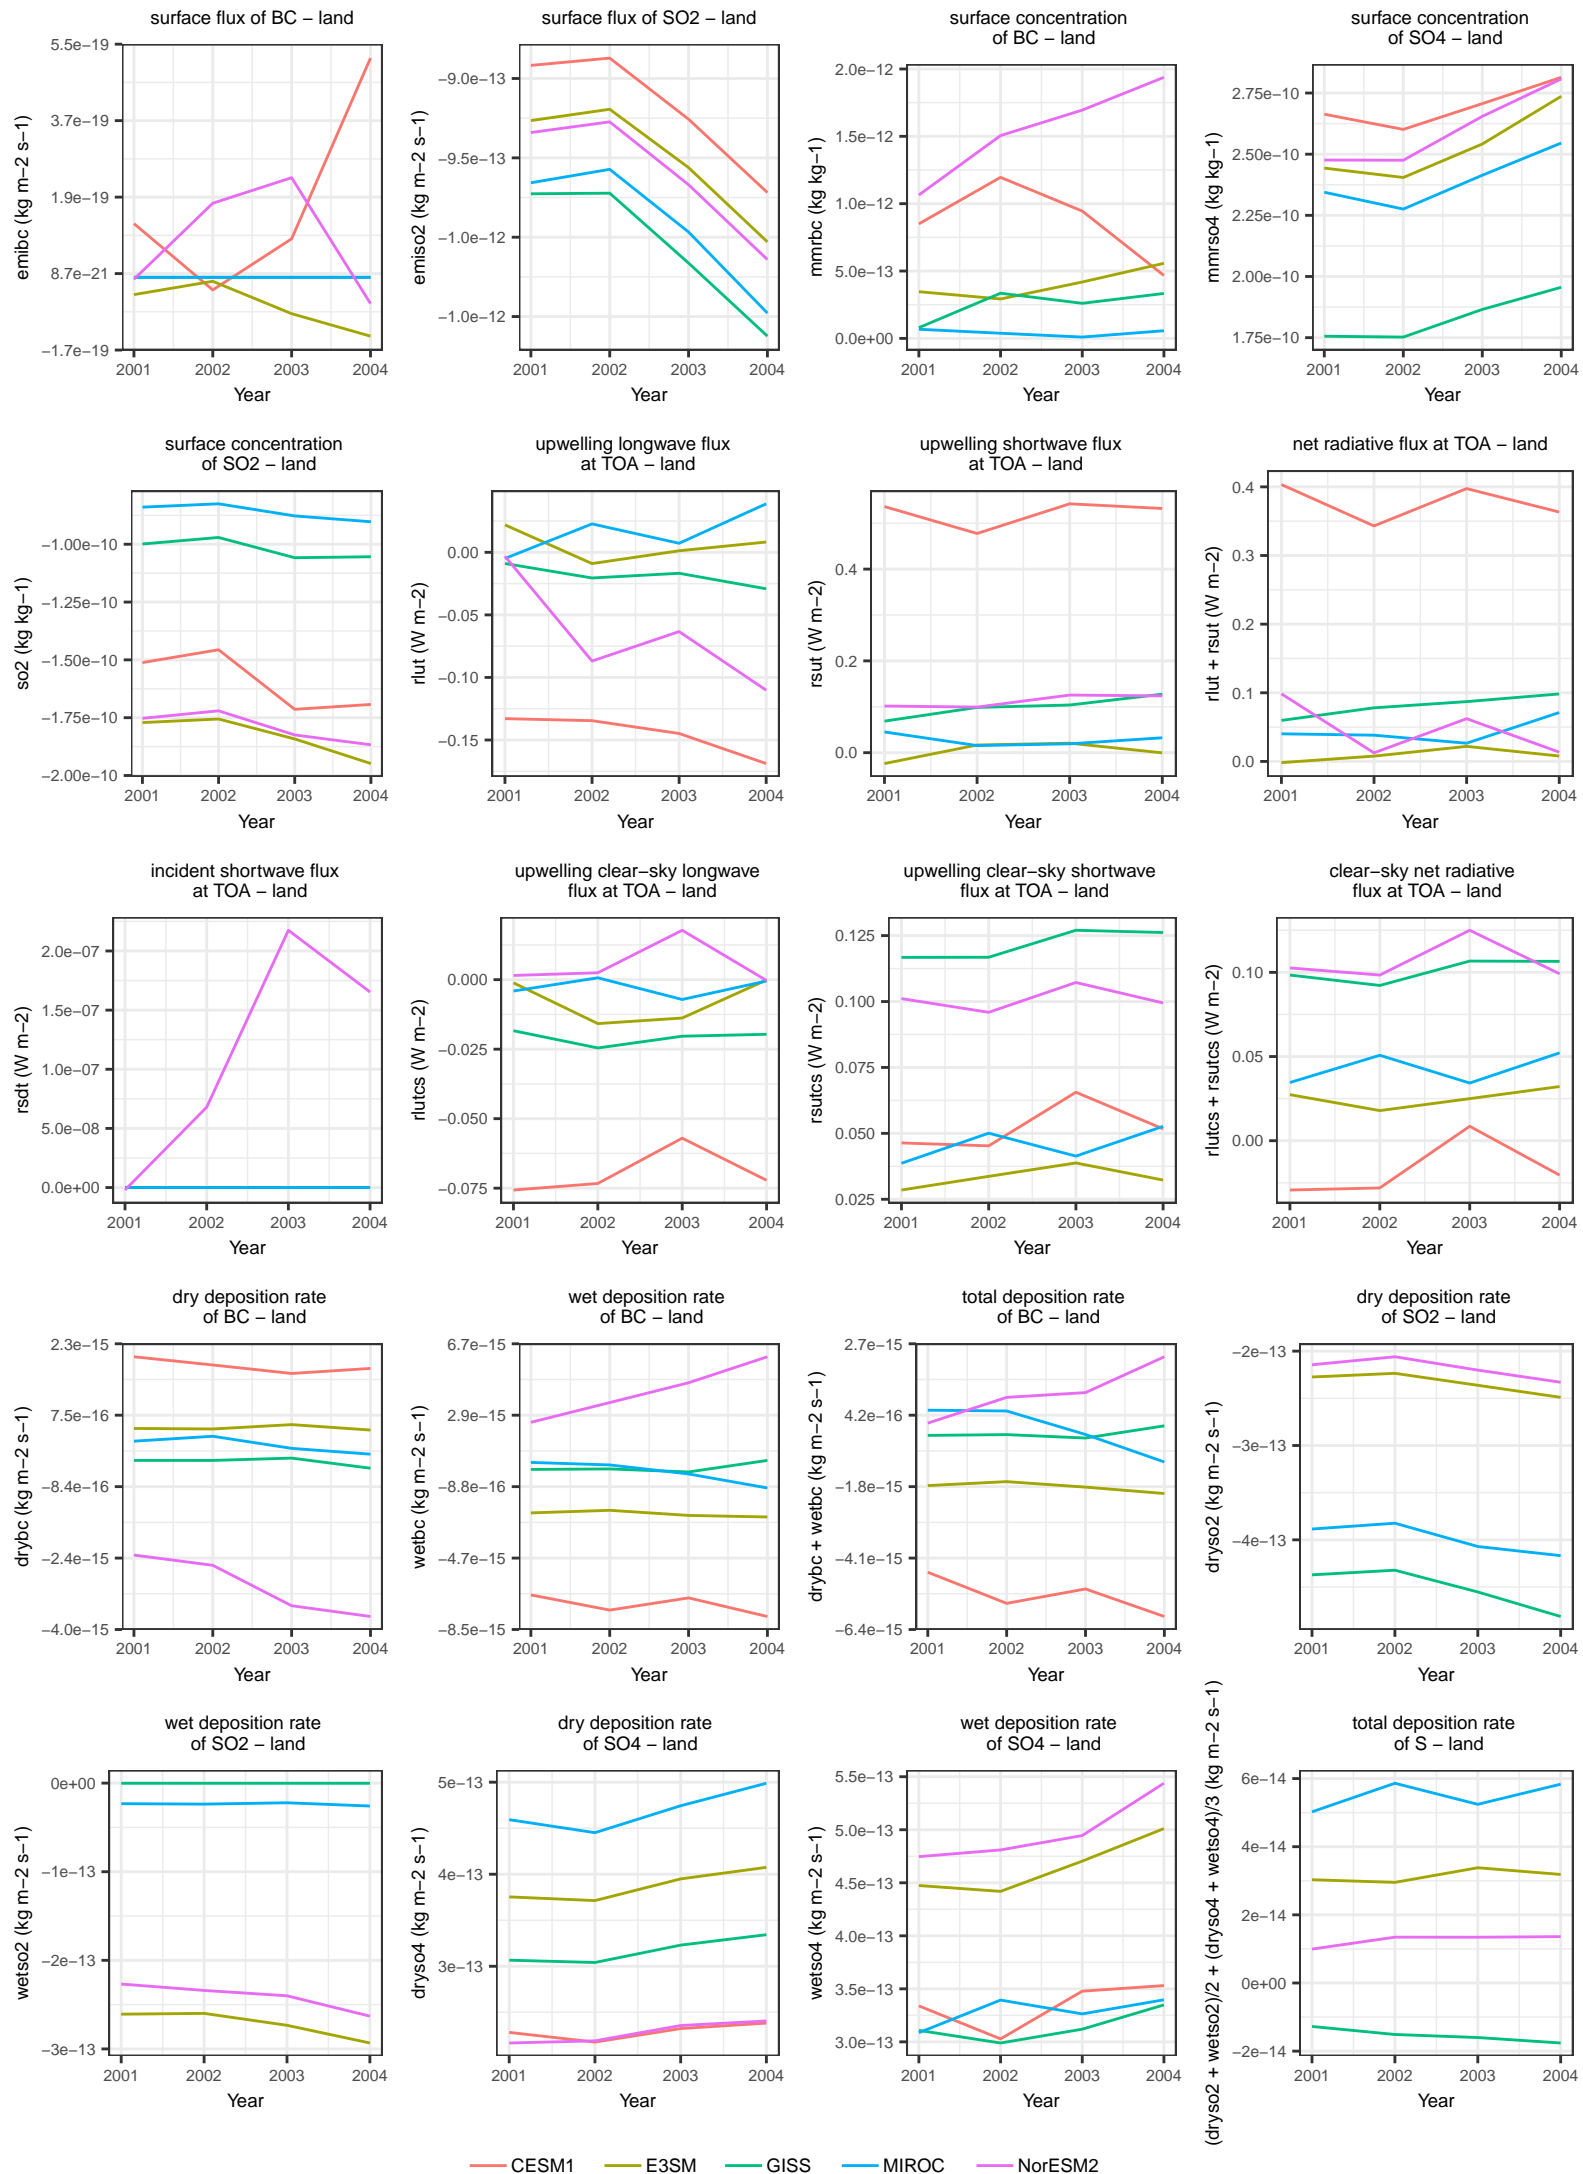 surface flux of BC − land
5.5e−19
3.7e−19
1.9e−19
8.7e−21
−1.7e−19
emibc (kg m−2 s−1)
2001 2002 2003 2004
Year
surface flux of SO2 − land
−9.0e−13
−9.5e−13
−1.0e−12
−1.0e−12
emiso2 (kg m−2 s−1)
2001 2002 2003 2004
Year
surface concentration
of BC − land
2.0e−12
1.5e−12
1.0e−12
5.0e−13
0.0e+00
mmrbc (kg kg−1)
2001 2002 2003 2004
Year
surface concentration
of SO4 − land
2.75e−10
2.50e−10
2.25e−10
2.00e−10
1.75e−10
mmrso4 (kg kg−1)
2001 2002 2003 2004
Year
surface concentration
of SO2 − land
−1.00e−10
−1.25e−10
−1.50e−10
−1.75e−10
−2.00e−10
so2 (kg kg−1)
2001 2002 2003 2004
Year
upwelling longwave flux
at TOA − land
0.00
−0.05
−0.10
−0.15
rlut (W m−2)
2001 2002 2003 2004
Year
upwelling shortwave flux
at TOA − land
0.4
0.2
0.0
rsut (W m−2)
2001 2002 2003 2004
Year
net radiative flux at TOA − land
0.4
0.3
0.2
0.1
0.0
rlut + rsut (W m−2)
2001 2002 2003 2004
Year
incident shortwave flux
at TOA − land
2.0e−07
1.5e−07
1.0e−07
5.0e−08
0.0e+00
rsdt (W m−2)
2001 2002 2003 2004
Year
upwelling clear−sky longwave
flux at TOA − land
0.000
−0.025
−0.050
−0.075
rlutcs (W m−2)
2001 2002 2003 2004
Year
upwelling clear−sky shortwave
flux at TOA − land
0.125
0.100
0.075
0.050
0.025
rsutcs (W m−2)
2001 2002 2003 2004
Year
clear−sky net radiative
flux at TOA − land
0.10
0.05
0.00
rlutcs + rsutcs (W m−2)
2001 2002 2003 2004
Year
dry deposition rate
of BC − land
2.3e−15
7.5e−16
−8.4e−16
−2.4e−15
−4.0e−15
drybc (kg m−2 s−1)
2001 2002 2003 2004
Year
wet deposition rate
of BC − land
6.7e−15
2.9e−15
−8.8e−16
−4.7e−15
−8.5e−15
wetbc (kg m−2 s−1)
2001 2002 2003 2004
Year
total deposition rate
of BC − land
2.7e−15
4.2e−16
−1.8e−15
−4.1e−15
−6.4e−15
drybc + wetbc (kg m−2 s−1)
2001 2002 2003 2004
Year
dry deposition rate
of SO2 − land
−2e−13
−3e−13
−4e−13
dryso2 (kg m−2 s−1)
2001 2002 2003 2004
Year
wet deposition rate
of SO2 − land
0e+00
−1e−13
−2e−13
−3e−13
wetso2 (kg m−2 s−1)
2001 2002 2003 2004
Year
dry deposition rate
of SO4 − land
5e−13
4e−13
3e−13
dryso4 (kg m−2 s−1)
2001 2002 2003 2004
Year
wet deposition rate
of SO4 − land
5.5e−13
5.0e−13
4.5e−13
4.0e−13
3.5e−13
3.0e−13
wetso4 (kg m−2 s−1)
2001 2002 2003 2004
Year
total deposition rate
of S − land
6e−14
4e−14
2e−14
0e+00
−2e−14
(dryso2 + wetso2)/2 + (dryso4 + wetso4)/3 (kg m−2 s−1)
2001 2002 2003 2004
Year
CESM1 E3SM GISS MIROC NorESM2